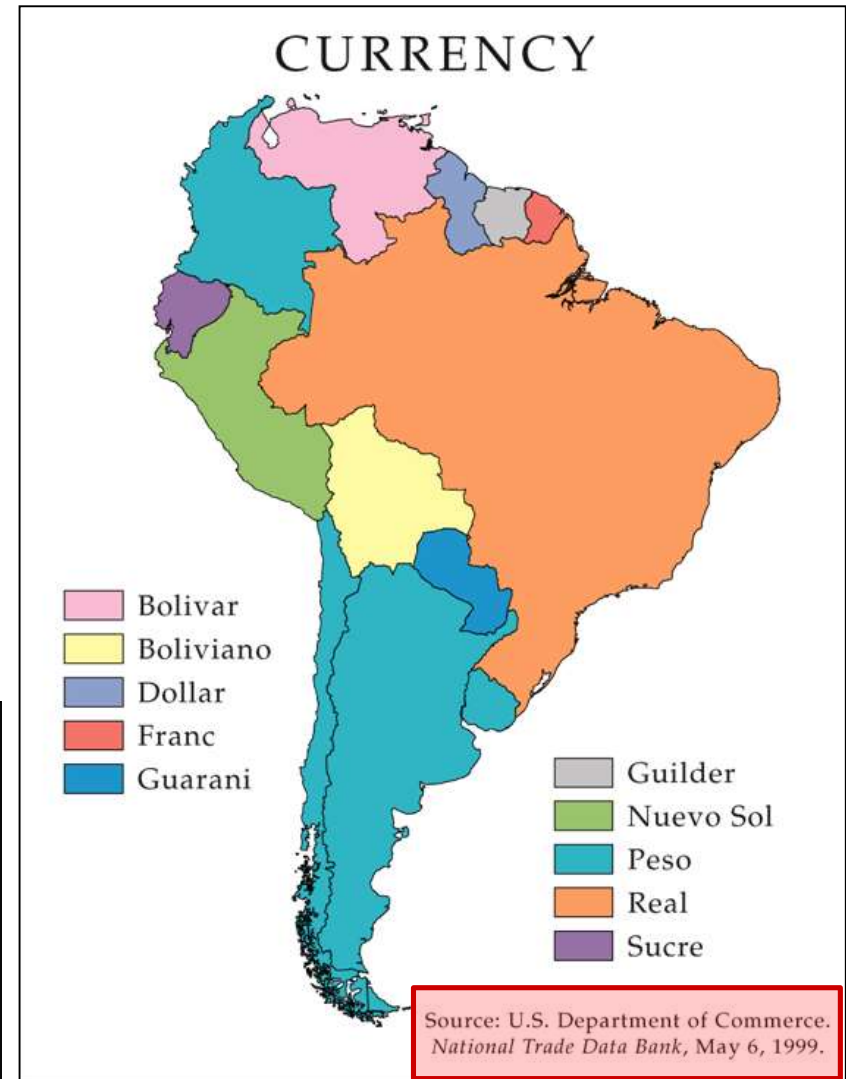 CURRENCY
Bolivar
Boliviano
Dollar
Franc
Guarani
Guilder
Nuevo Sol
Peso
Real
Sucre
Source: U.S. Department of Commerce.
National Trade Data Bank, May 6, 1999.